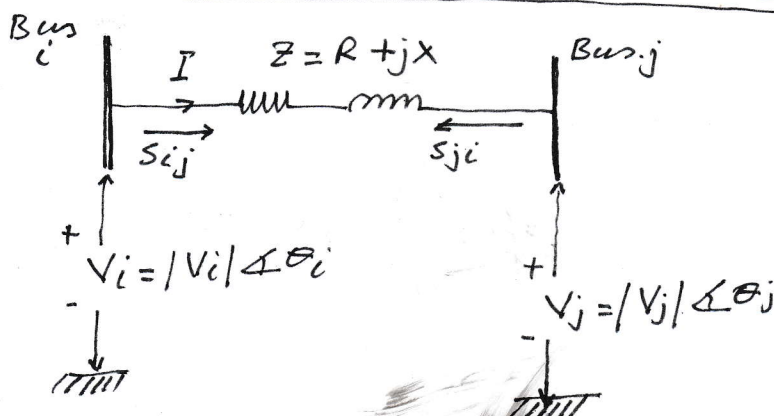 Bus
i
I
Z = R + jX
Bus.j
Sij
Sji
+
Vi = |Vi| ∡θi
-
+
Vj = |Vj| ∡θj
-